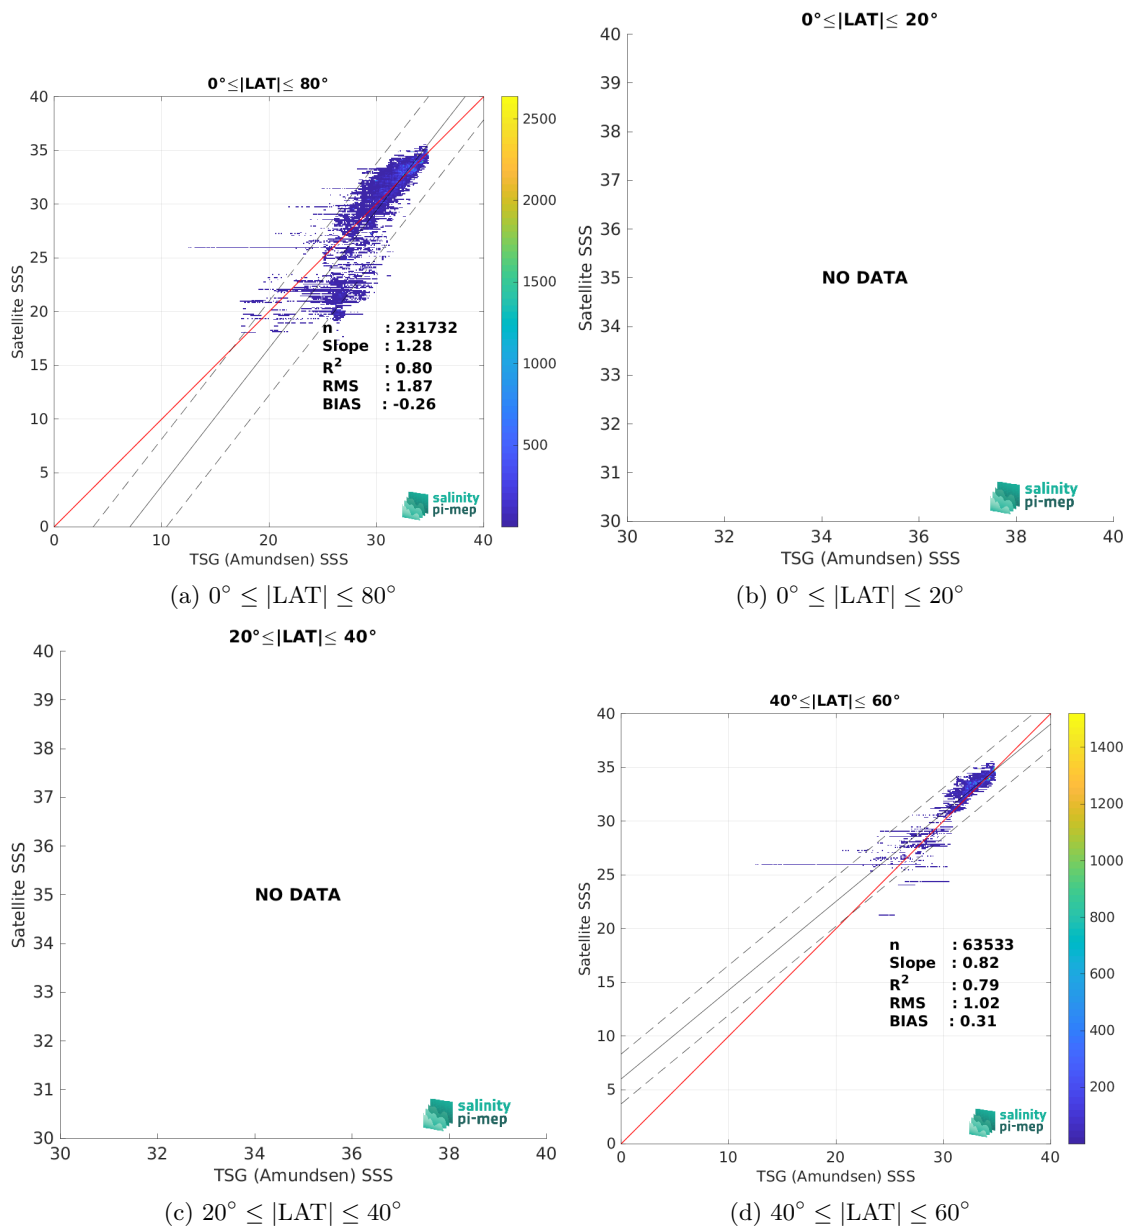 0°≤|LAT|≤ 80°
40
35
30
25
20
15
10
5
0
0
10
20
30
40
2500
2000
1500
1000
500
Satellite SSS
TSG (Amundsen) SSS
n : 231732
Slope : 1.28
R² : 0.80
RMS : 1.87
BIAS : -0.26
salinity
pi-mep
(a) 0° ≤ |LAT| ≤ 80°
0°≤|LAT|≤ 20°
40
39
38
37
36
35
34
33
32
31
30
30
32
34
36
38
40
Satellite SSS
TSG (Amundsen) SSS
NO DATA
salinity
pi-mep
(b) 0° ≤ |LAT| ≤ 20°
20°≤|LAT|≤ 40°
40
39
38
37
36
35
34
33
32
31
30
30
32
34
36
38
40
Satellite SSS
TSG (Amundsen) SSS
NO DATA
salinity
pi-mep
(c) 20° ≤ |LAT| ≤ 40°
40°≤|LAT|≤ 60°
40
35
30
25
20
15
10
5
0
0
10
20
30
40
1400
1200
1000
800
600
400
200
Satellite SSS
TSG (Amundsen) SSS
n : 63533
Slope : 0.82
R² : 0.79
RMS : 1.02
BIAS : 0.31
salinity
pi-mep
(d) 40° ≤ |LAT| ≤ 60°